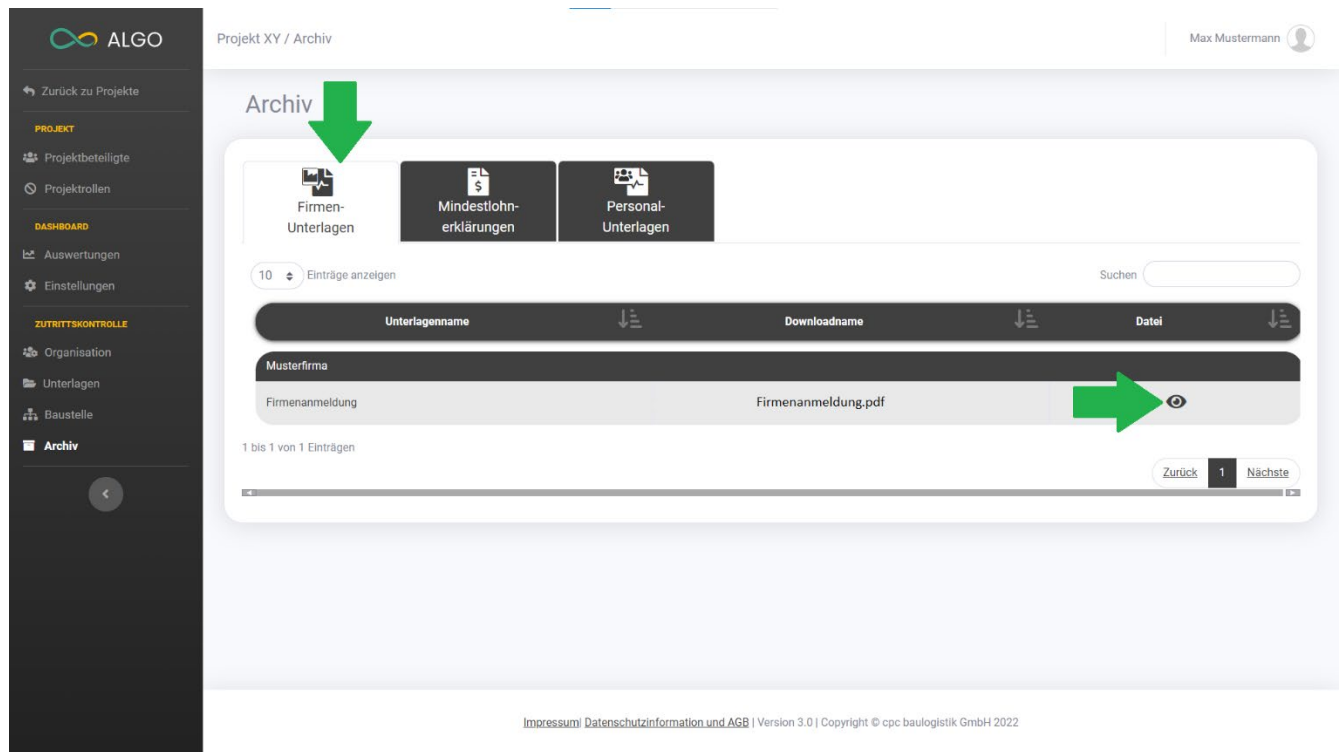 ALGO
Projekt XY / Archiv
Max Mustermann
Zurück zu Projekte
PROJEKT
Projektbeteiligte
Projektrollen
DASHBOARD
Auswertungen
Einstellungen
ZUTRITTSKONTROLLE
Organisation
Unterlagen
Baustelle
Archiv
Archiv
Firmen-
Unterlagen
Mindestlohn-
erklärungen
Personal-
Unterlagen
10 Einträge anzeigen
Suchen
Unterlagenname Downloadname Datei
Musterfirma
Firmenanmeldung Firmenanmeldung.pdf
1 bis 1 von 1 Einträgen
Zurück 1 Nächste
Impressum| Datenschutzinformation und AGB | Version 3.0 | Copyright © cpc baulogistik GmbH 2022